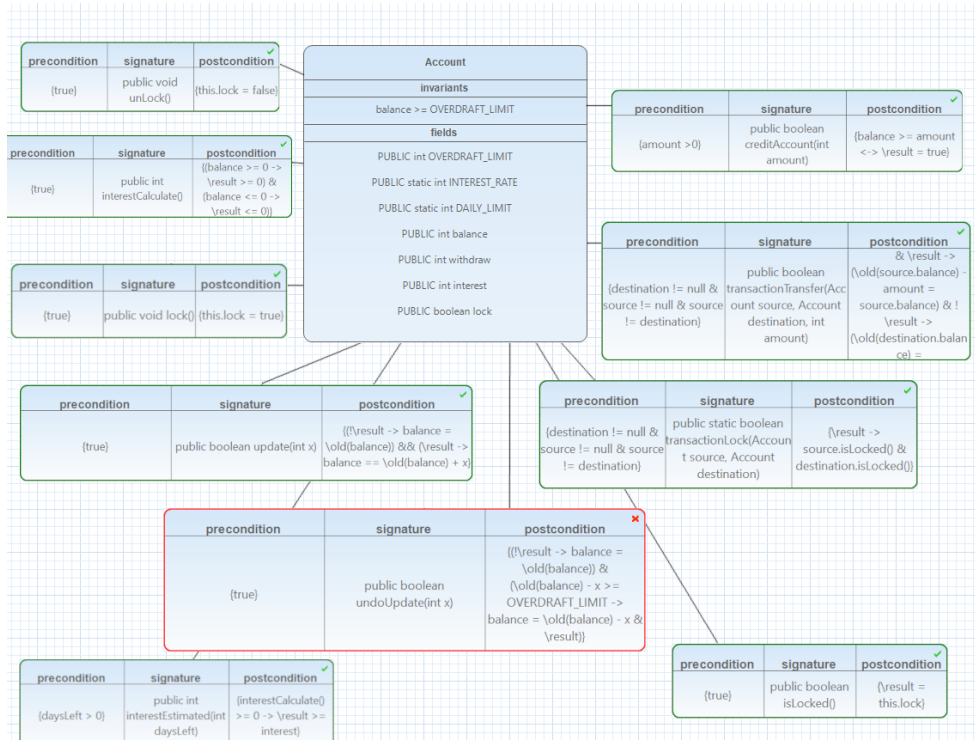 precondition signature postcondition
{true}
public void
unLock()
{this.lock = false}
Account
invariants
balance >= OVERDRAFT_LIMIT
fields
PUBLIC int OVERDRAFT_LIMIT
PUBLIC static int INTEREST_RATE
PUBLIC static int DAILY_LIMIT
PUBLIC int balance
PUBLIC int withdraw
PUBLIC int interest
PUBLIC boolean lock
precondition signature postcondition
{amount >0}
public boolean
creditAccount(int
amount)
{balance >= amount
<-> \result = true}
precondition signature postcondition
{true}
public int
interestCalculate()
{(balance >= 0 ->
\result >= 0) &
(balance <= 0 ->
\result <= 0)}
precondition signature postcondition
{destination != null &
source != null & source
!= destination}
public boolean
transactionTransfer(Acc
ount source, Account
destination, int
amount)
& \result ->
(\old(source.balance) -
amount =
source.balance) & !
\result ->
(\old(destination.balan
ce) =
precondition signature postcondition
{true}
public void lock()
{this.lock = true}
precondition signature postcondition
{true}
public boolean update(int x)
{(!\result -> balance =
\old(balance)) && (\result ->
balance == \old(balance) + x)
precondition signature postcondition
{destination != null &
source != null & source
!= destination}
public static boolean
transactionLock(Accoun
t source, Account
destination)
{\result ->
source.isLocked() &
destination.isLocked()}
precondition signature postcondition
{true}
public boolean
undoUpdate(int x)
{(!\result -> balance =
\old(balance)) &
(\old(balance) - x >=
OVERDRAFT_LIMIT ->
balance = \old(balance) - x &
\result)}
precondition signature postcondition
{true}
public boolean
isLocked()
{\result =
this.lock}
precondition signature postcondition
{daysLeft > 0}
public int
interestEstimated(int
daysLeft)
{interestCalculate()
>= 0 -> \result >=
interest}